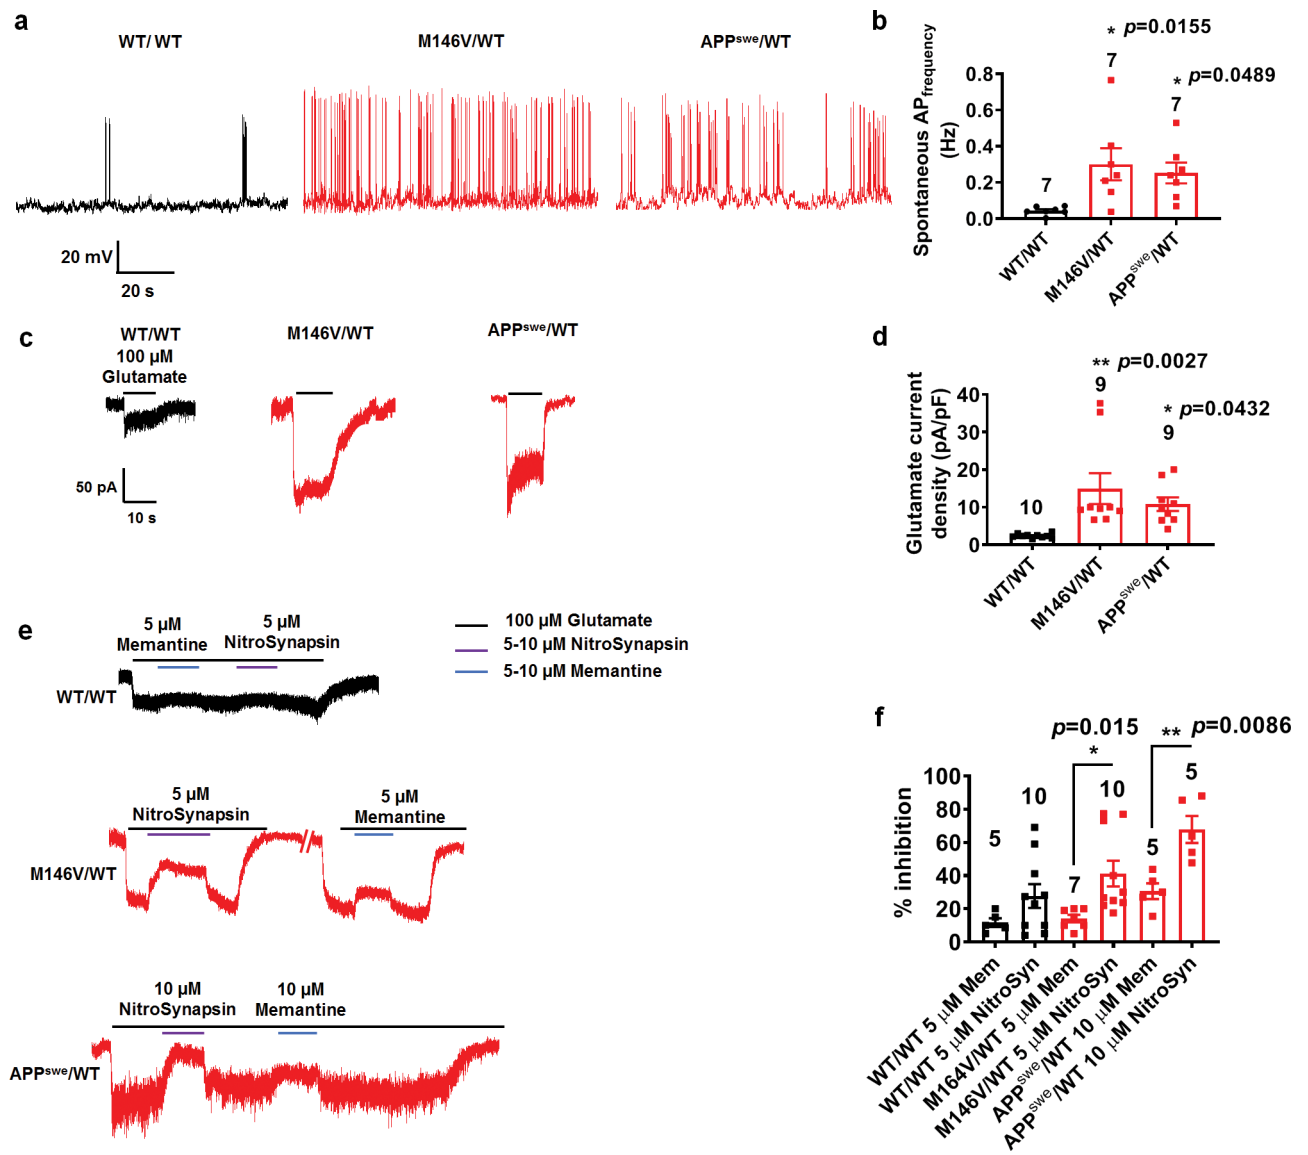 a
WT/ WT
M146V/WT
APPswe/WT
20 mV
20 s
b
* p=0.0155
7
* p=0.0489
7
7
Spontaneous APfrequency
(Hz)
0.8
0.6
0.4
0.2
0.0
WT/WT
M146V/WT
APPswe/WT
c
WT/WT
100 µM
Glutamate
M146V/WT
APPswe/WT
50 pA
10 s
d
** p=0.0027
9
* p=0.0432
9
10
Glutamate current
density (pA/pF)
40
30
20
10
0
WT/WT
M146V/WT
APPswe/WT
e
5 µM
Memantine
5 µM
NitroSynapsin
WT/WT
100 µM Glutamate
5-10 µM NitroSynapsin
5-10 µM Memantine
5 µM
NitroSynapsin
5 µM
Memantine
M146V/WT
10 µM
NitroSynapsin
10 µM
Memantine
APPswe/WT
f
p=0.015
*
** p=0.0086
5
10
7
10
5
5
% inhibition
100
80
60
40
20
0
WT/WT 5 µM Mem
WT/WT 5 µM NitroSyn
M164V/WT 5 µM Mem
M146V/WT 5 µM NitroSyn
APPswe/WT 10 µM Mem
APPswe/WT 10 µM NitroSyn